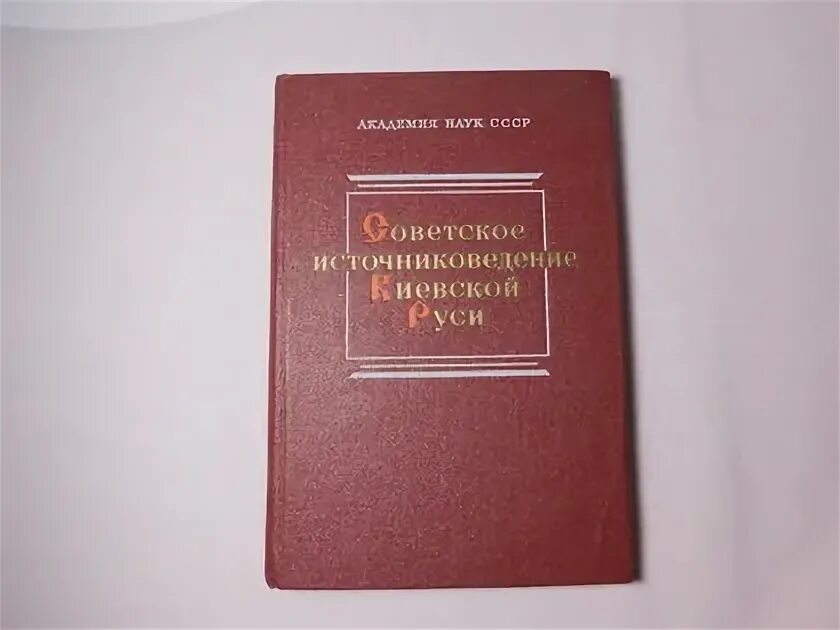 АКАДЕМИЯ НАУК СССР
Советское
источниковедение
Киевской
Руси